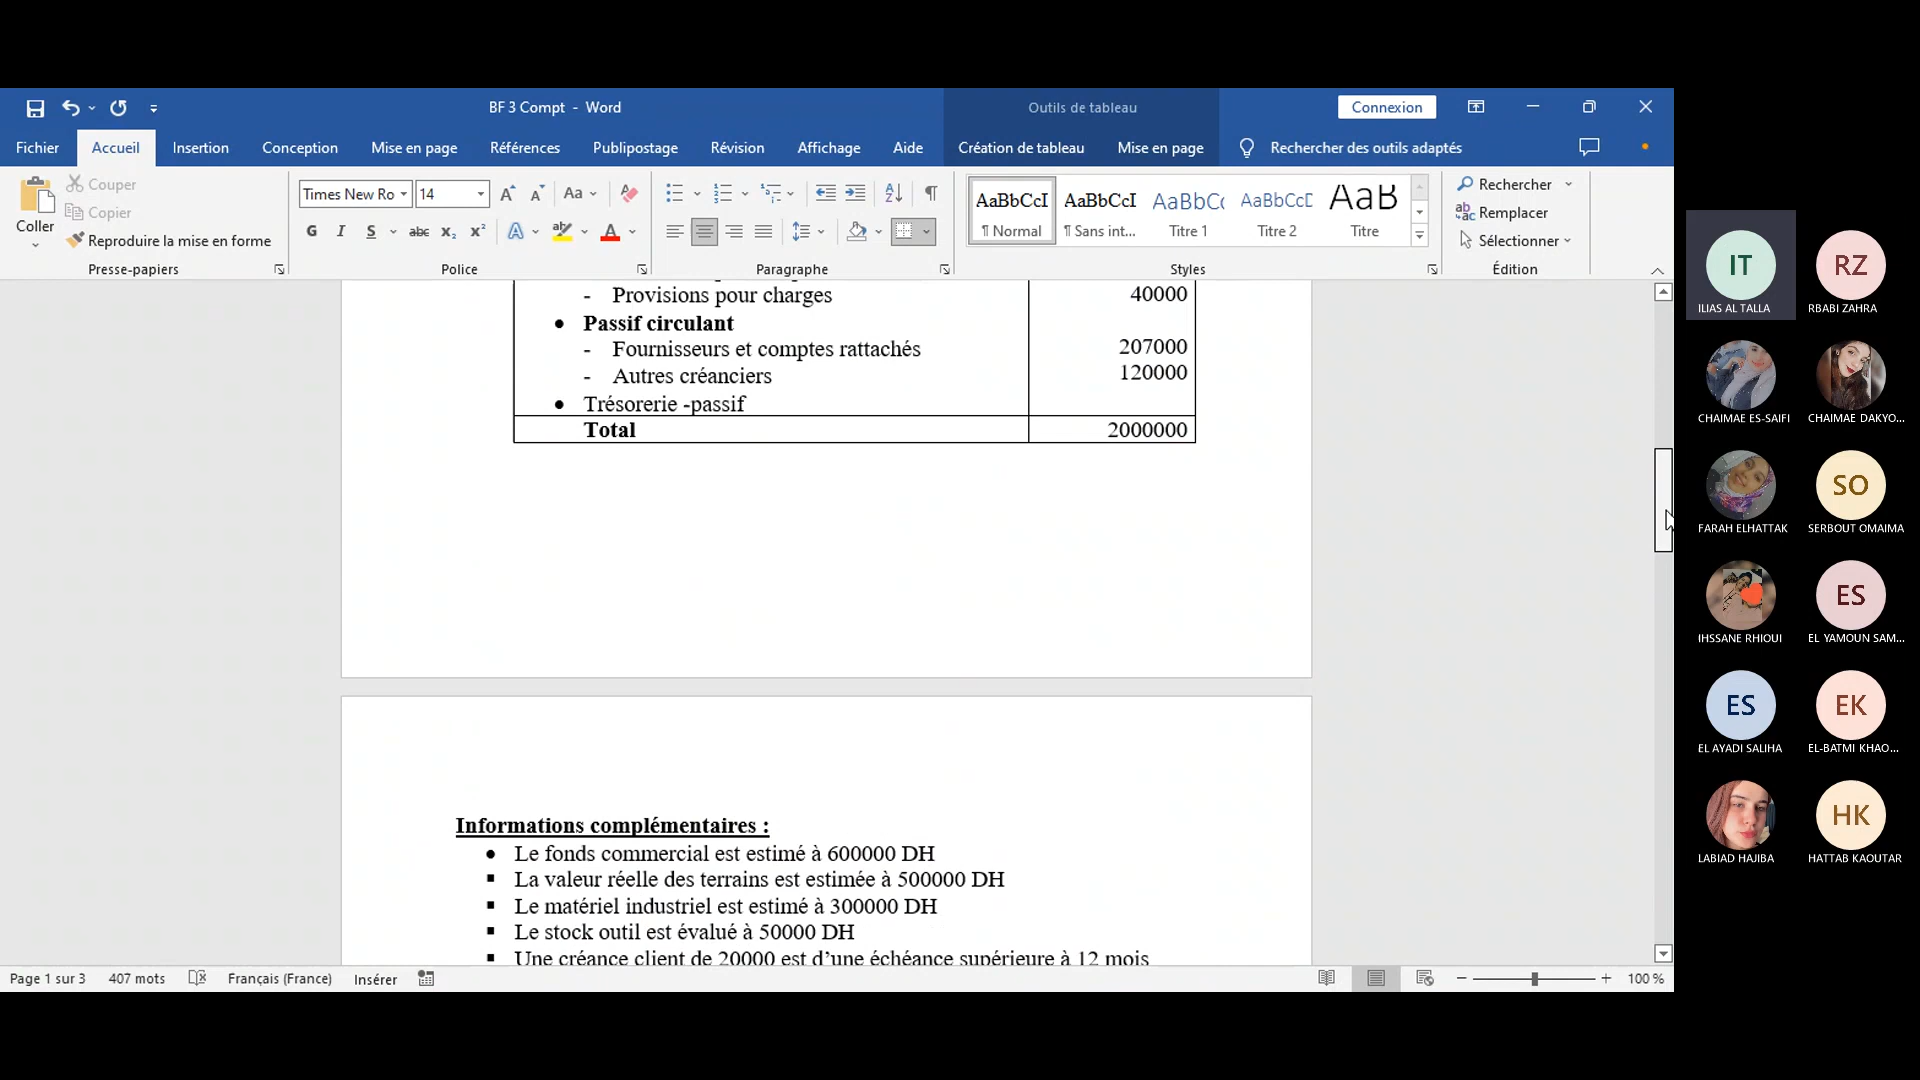 BF 3 Compt - Word
Outils de tableau
Connexion
Fichier
Accueil
Insertion
Conception
Mise en page
Références
Publipostage
Révision
Affichage
Aide
Création de tableau
Mise en page
Rechercher des outils adaptés
Coller
Couper
Copier
Reproduire la mise en forme
Presse-papiers
Times New Ro
14
Aa
G I S abc x₂ x²
A
ab
A
Police
A Z
Paragraphe
AaBbCcI
¶ Normal
AaBbCcI
¶ Sans int...
AaBbCc
Titre 1
AaBbCcD
Titre 2
AaB
Titre
Styles
Rechercher
Remplacer
Sélectionner
Édition
- Provisions pour charges 40000
• Passif circulant
- Fournisseurs et comptes rattachés 207000
- Autres créanciers 120000
• Trésorerie -passif
Total 2000000
Informations complémentaires :
• Le fonds commercial est estimé à 600000 DH
▪ La valeur réelle des terrains est estimée à 500000 DH
▪ Le matériel industriel est estimé à 300000 DH
▪ Le stock outil est évalué à 50000 DH
▪ Une créance client de 20000 est d’une échéance supérieure à 12 mois
Page 1 sur 3
407 mots
Français (France)
Insérer
100 %
IT
ILIAS AL TALLA
RZ
RBABI ZAHRA
CHAIMAE ES-SAIFI
CHAIMAE DAKYO...
FARAH ELHATTAK
SO
SERBOUT OMAIMA
IHSSANE RHIOUI
ES
EL YAMOUN SAM...
ES
EL AYADI SALIHA
EK
EL-BATMI KHAO...
LABIAD HAJIBA
HK
HATTAB KAOUTAR